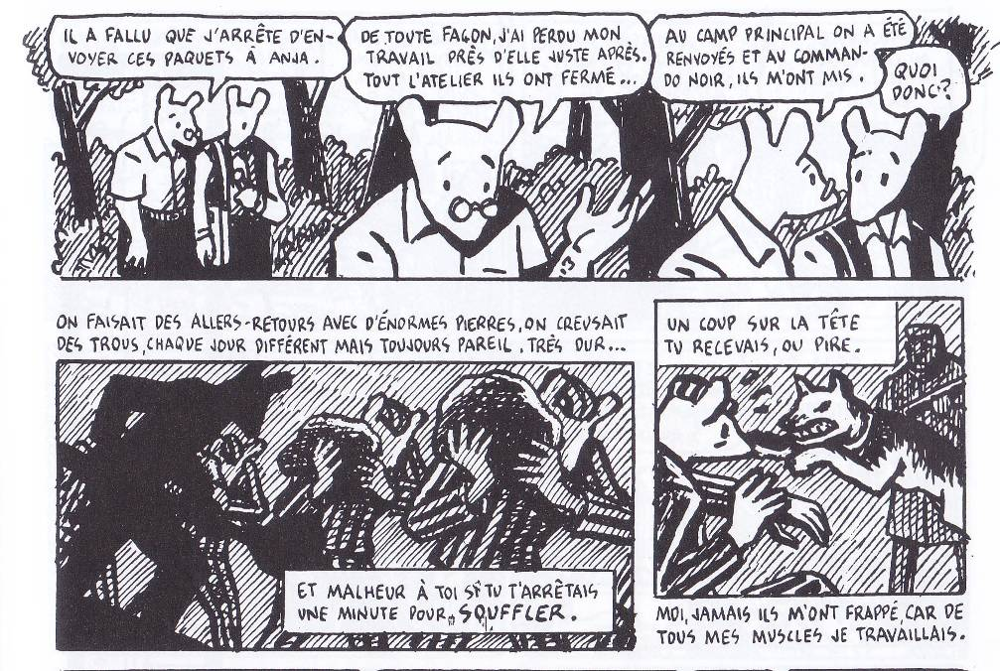 IL A FALLU QUE J'ARRÊTE D'EN-
VOYER CES PAQUETS À ANJA.
DE TOUTE FAÇON, J'AI PERDU MON
TRAVAIL PRÈS D'ELLE JUSTE APRÈS.
TOUT L'ATELIER ILS ONT FERMÉ...
AU CAMP PRINCIPAL ON A ÉTÉ
RENVOYÉS ET AU COMMAN-
DO NOIR, ILS M'ONT MIS.
QUOI
DONC?
ON FAISAIT DES ALLERS-RETOURS AVEC D'ÉNORMES PIERRES, ON CREUSAIT
DES TROUS, CHAQUE JOUR DIFFÉRENT MAIS TOUJOURS PAREIL. TRÈS DUR...
ET MALHEUR À TOI SI TU T'ARRÊTAIS
UNE MINUTE POUR SOUFFLER.
UN COUP SUR LA TÊTE
TU RECEVAIS, OU PIRE.
MOI, JAMAIS ILS M'ONT FRAPPÉ, CAR DE
TOUS MES MUSCLES JE TRAVAILLAIS.